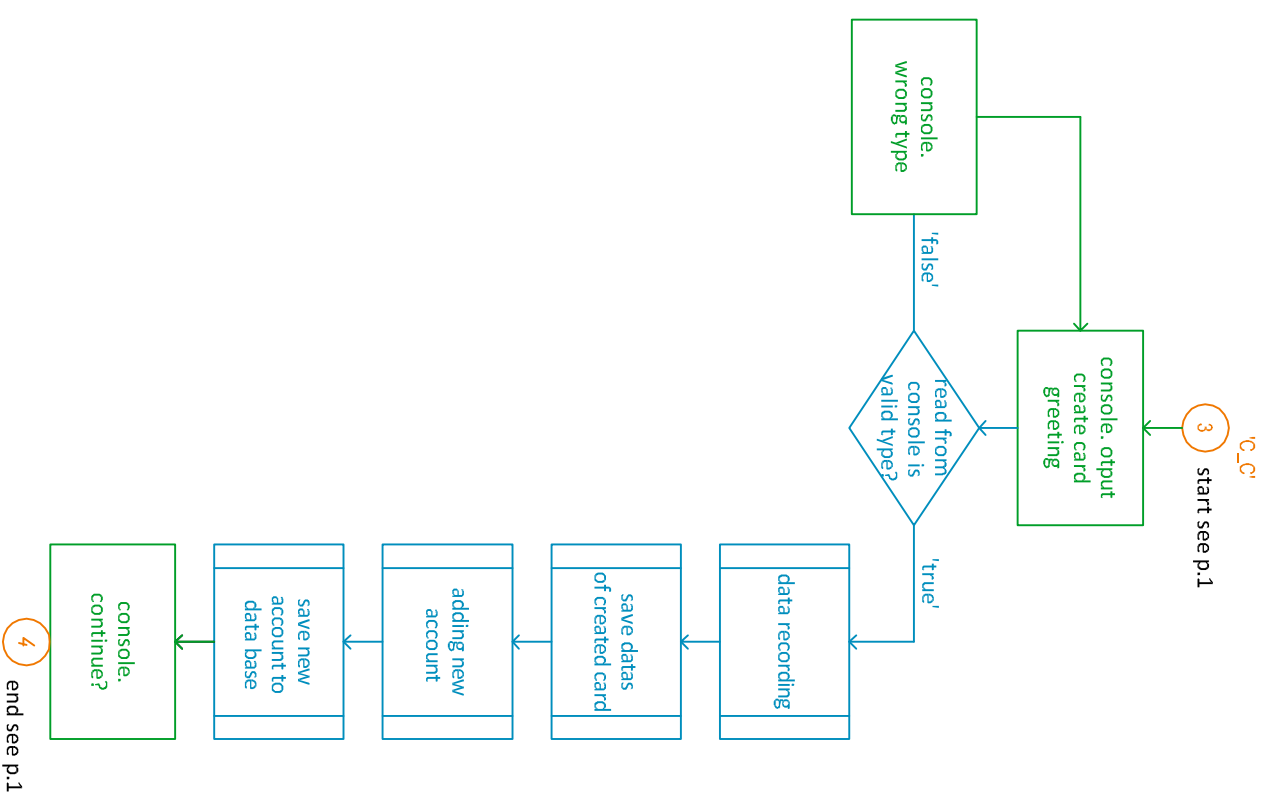 'C_C'
3
start see p.1
console. otput
create card
greeting
read from
console is
valid type?
'false'
console.
wrong type
'true'
data recording
save datas
of created card
adding new
account
save new
account to
data base
console.
continue?
4
end see p.1